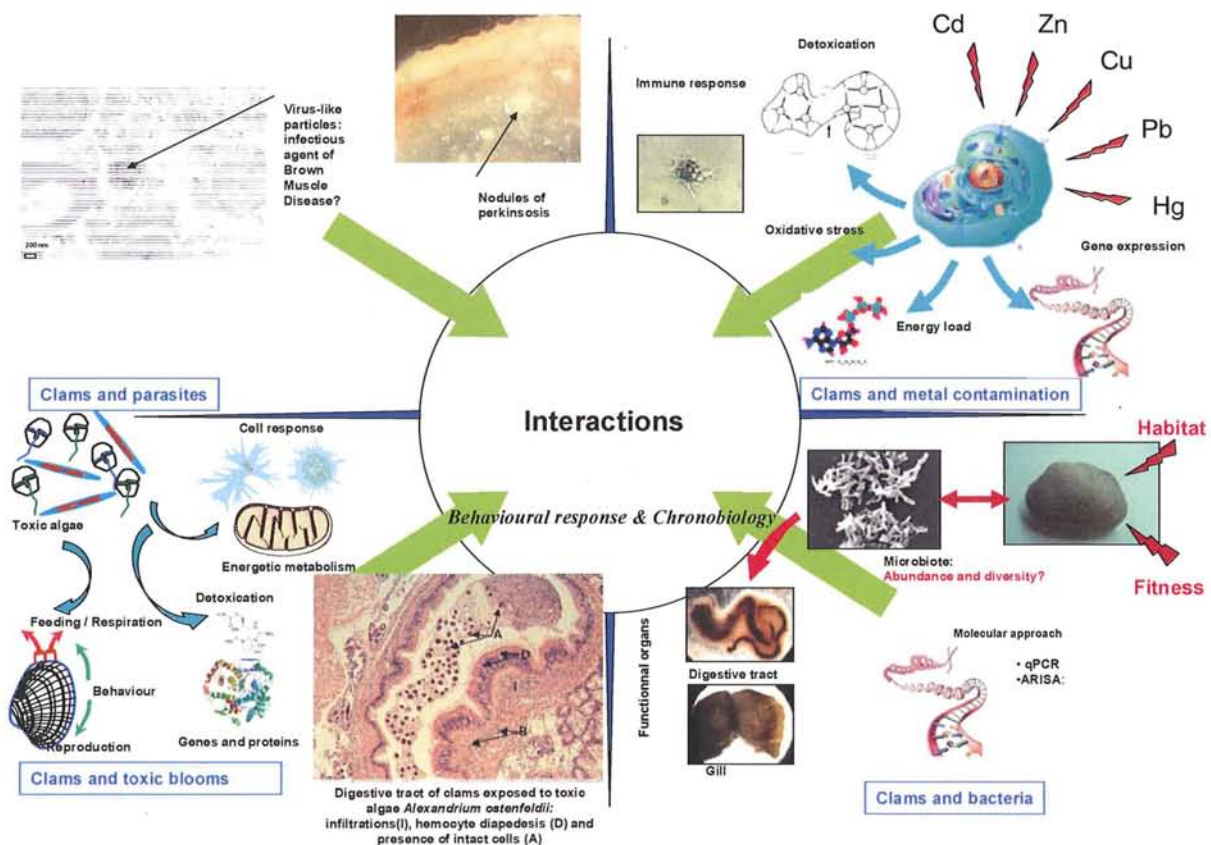 Virus-like
particles:
infectious
agent of
Brown
Muscle
Disease?
200 nm
Nodules of
perkinsosis
Clams and parasites
Immune response
Detoxication
Cd
Zn
Cu
Pb
Hg
Oxidative stress
Gene expression
Energy load
Clams and metal contamination
Interactions
Behavioural response & Chronobiology
Toxic algae
Cell response
Energetic metabolism
Feeding / Respiration
Behaviour
Reproduction
Detoxication
Genes and proteins
Clams and toxic blooms
A
D
I
B
Digestive tract of clams exposed to toxic
algae Alexandrium ostenfeldii:
infiltrations(I), hemocyte diapedesis (D) and
presence of intact cells (A)
Habitat
Fitness
Microbiote:
Abundance and diversity?
Functionnal organs
Digestive tract
Gill
Molecular approach
• qPCR
•ARISA:
Clams and bacteria